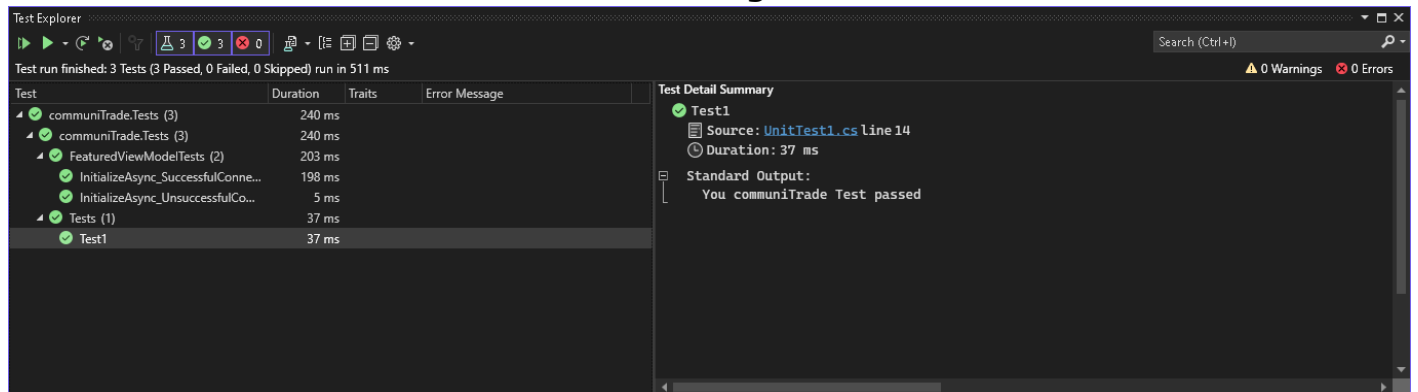 Test Explorer
3 3 0
Search (Ctrl+I)
Test run finished: 3 Tests (3 Passed, 0 Failed, 0 Skipped) run in 511 ms
0 Warnings 0 Errors
Test Duration Traits Error Message
communiTrade.Tests (3) 240 ms
communiTrade.Tests (3) 240 ms
FeaturedViewModelTests (2) 203 ms
InitializeAsync_SuccessfulConne... 198 ms
InitializeAsync_UnsuccessfulCo... 5 ms
Tests (1) 37 ms
Test1 37 ms
Test Detail Summary
Test1
Source: UnitTest1.cs line 14
Duration: 37 ms
Standard Output:
You communiTrade Test passed